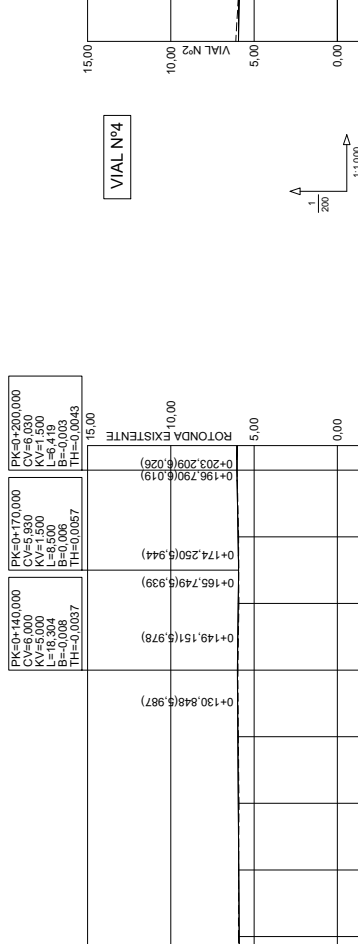 PK=0+140,000
CV=6,000
KV=5.000
L=18,304
B=-0,008
TH=-0,0037
PK=0+170,000
CV=5,930
KV=1.500
L=8,500
B=0,006
TH=0,0057
PK=0+200,000
CV=6,030
KV=1.500
L=6,419
B=-0,003
TH=-0,0043
15,00
10,00
5,00
0,00
ROTONDA EXISTENTE
0+203,209(6,026)
0+196,790(6,019)
0+174,250(5,944)
0+165,749(5,939)
0+149,151(5,978)
0+130,848(5,987)
VIAL Nº4
1
200
1:1.000
15,00
10,00
5,00
0,00
VIAL Nº2